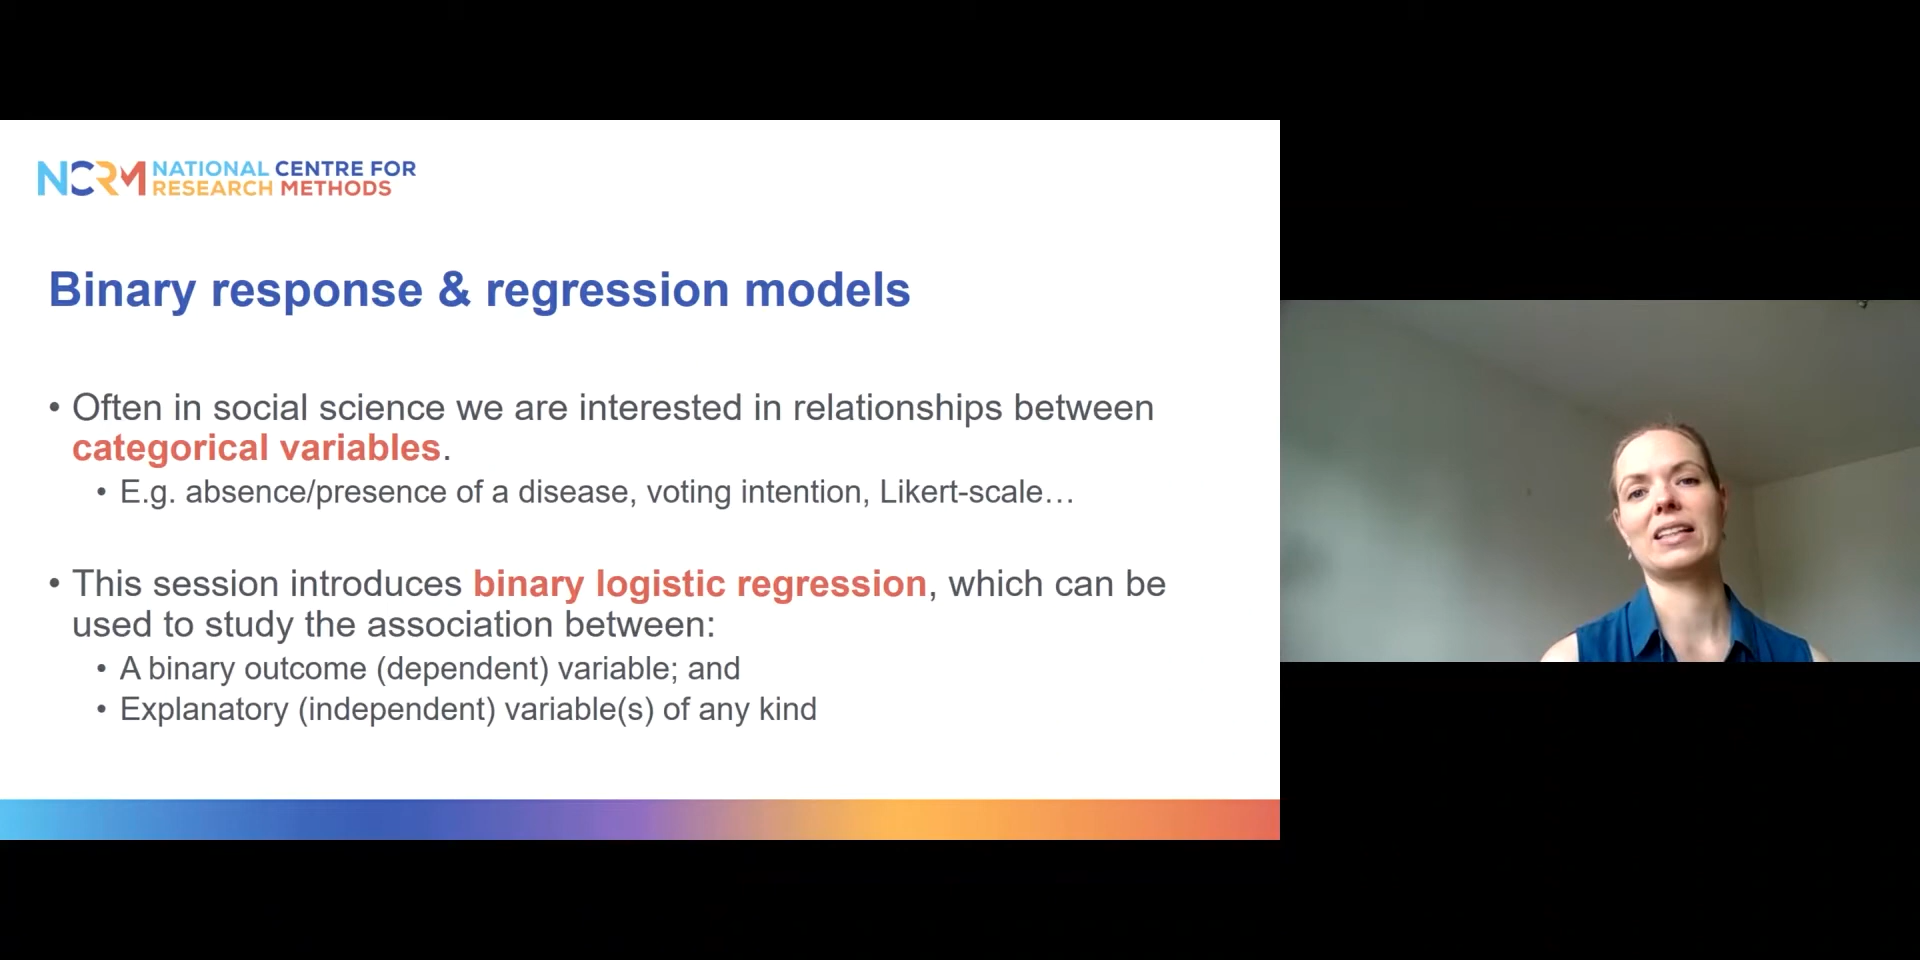 NCRM NATIONAL CENTRE FOR
RESEARCH METHODS
Binary response & regression models
• Often in social science we are interested in relationships between
categorical variables.
• E.g. absence/presence of a disease, voting intention, Likert-scale…
• This session introduces binary logistic regression, which can be
used to study the association between:
• A binary outcome (dependent) variable; and
• Explanatory (independent) variable(s) of any kind